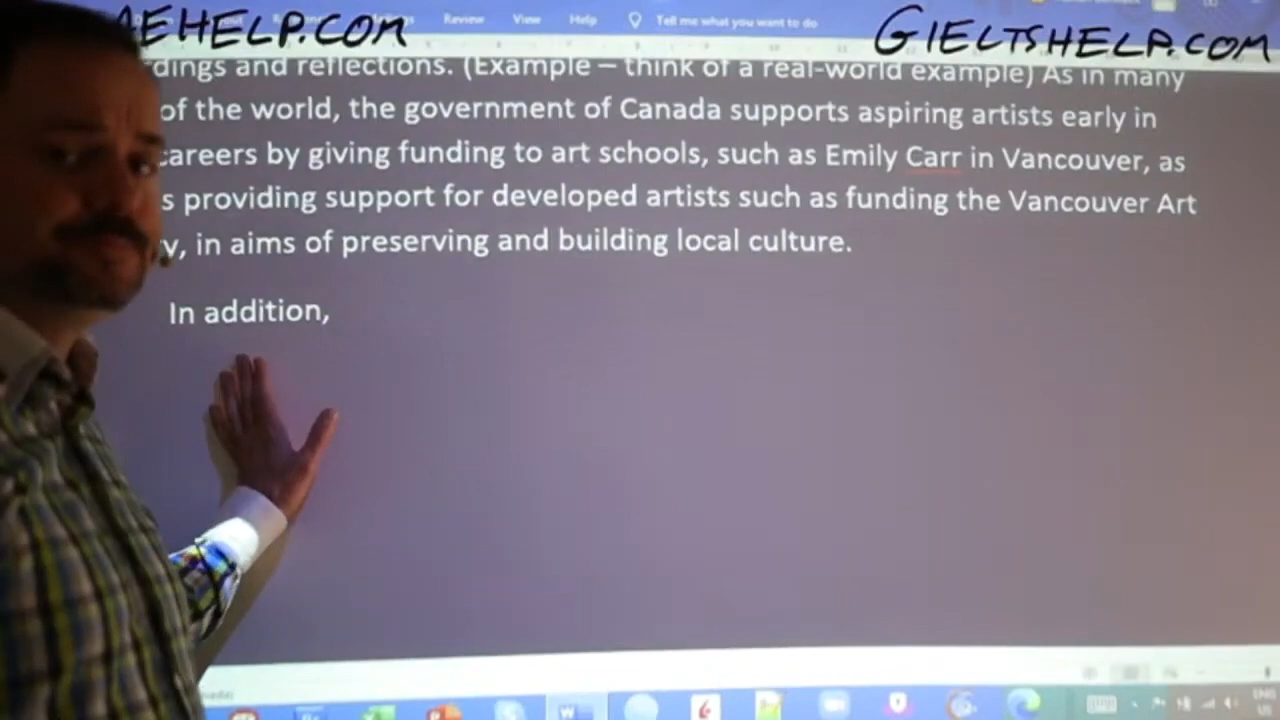 AEHELP.COM
GIELTSHELP.COM
Review View Help Tell me what you want to do
dings and reflections. (Example – think of a real-world example) As in many
of the world, the government of Canada supports aspiring artists early in
careers by giving funding to art schools, such as Emily Carr in Vancouver, as
s providing support for developed artists such as funding the Vancouver Art
y, in aims of preserving and building local culture.
In addition,
ENG
US